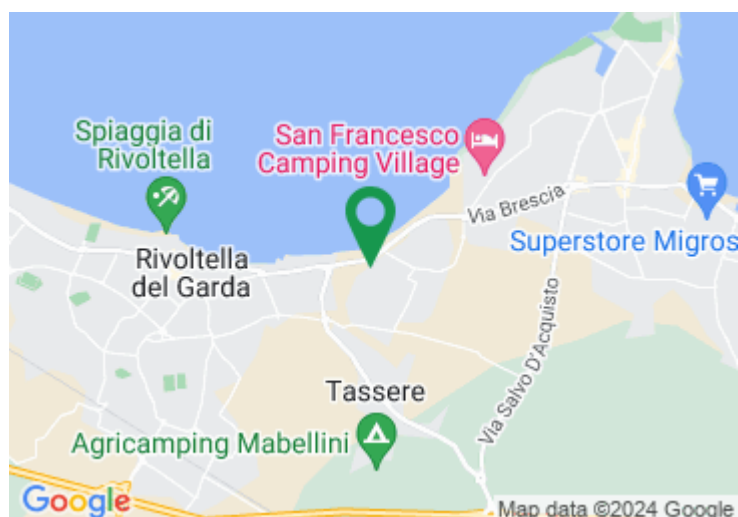 Spiaggia di
Rivoltella
San Francesco
Camping Village
Via Brescia
Superstore Migros
Rivoltella
del Garda
Via Salvo D'Acquisto
Tassere
Agricamping Mabellini
Google
Map data ©2024 Google